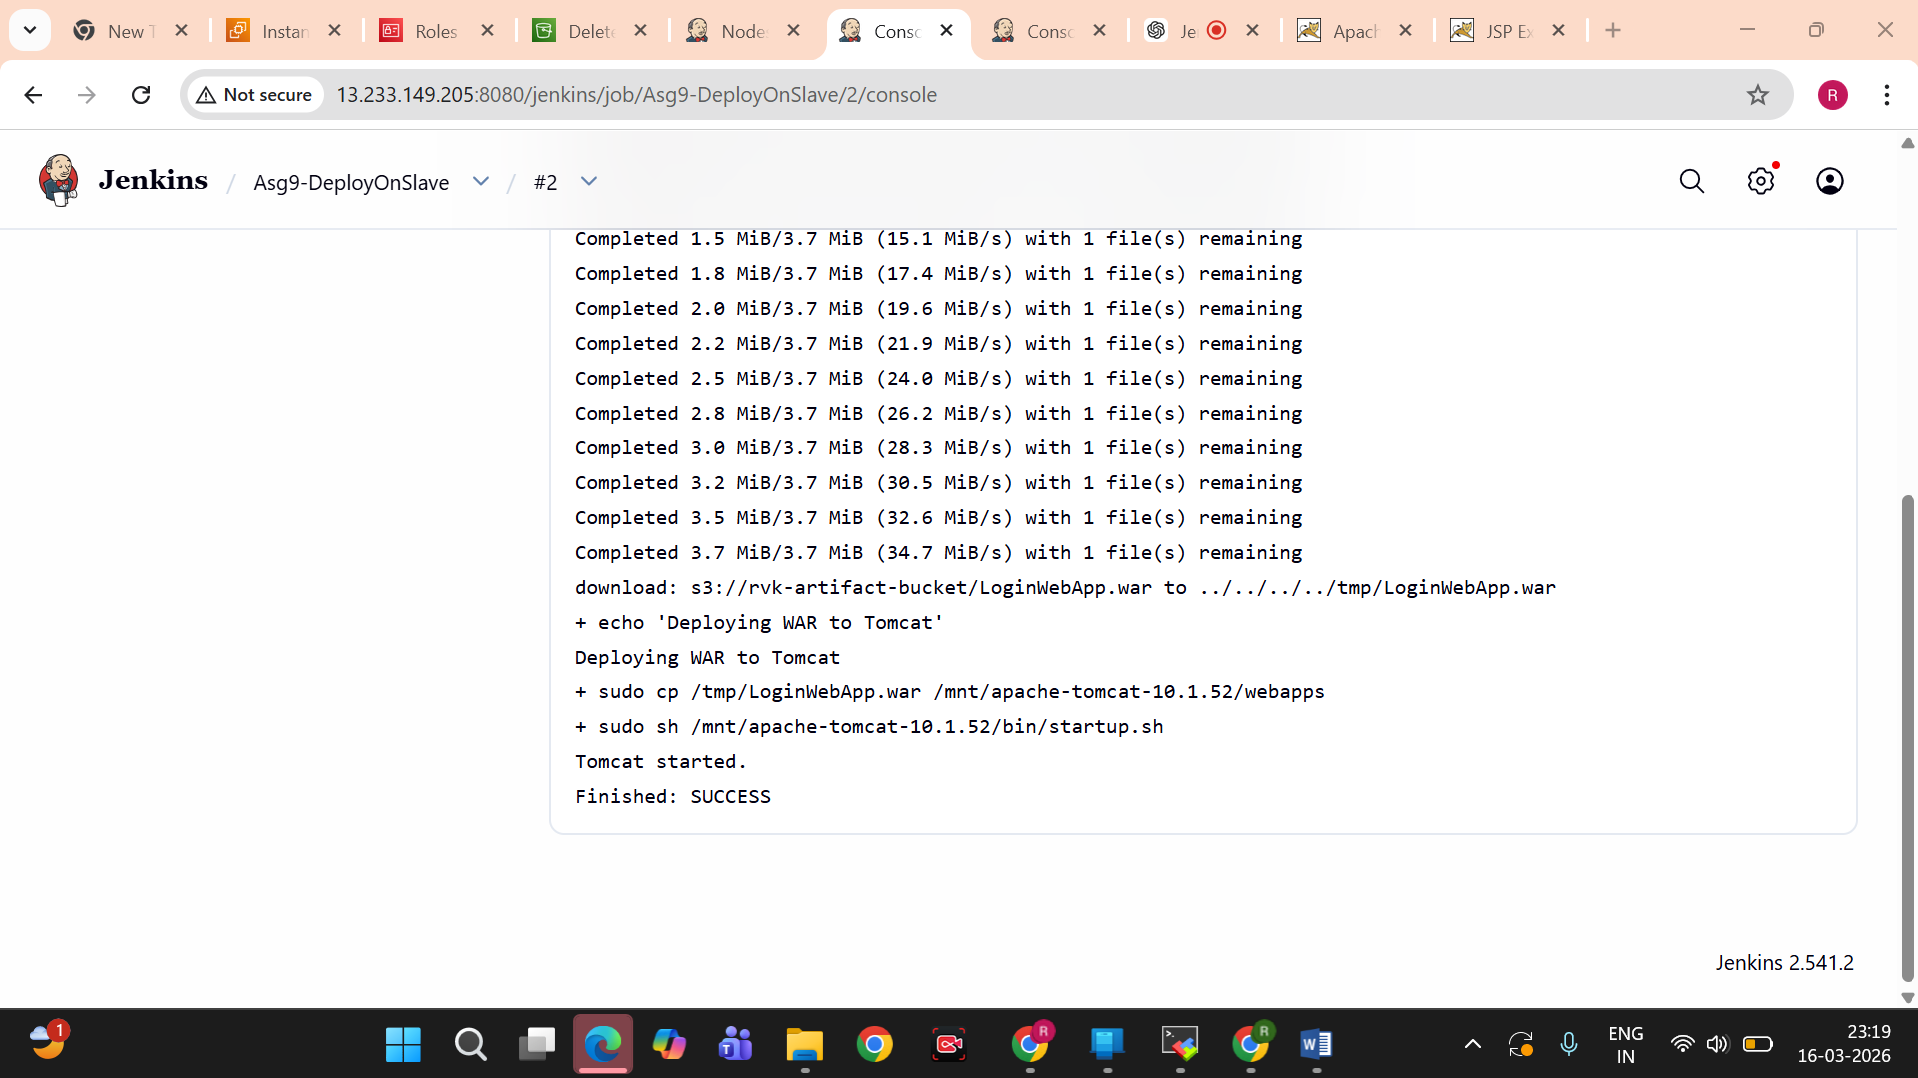 New T
Instan
Roles
Delete
Node
Conso
Conso
Je
Apach
JSP Ex
Not secure
13.233.149.205:8080/jenkins/job/Asg9-DeployOnSlave/2/console
R
Jenkins / Asg9-DeployOnSlave / #2
Completed 1.5 MiB/3.7 MiB (15.1 MiB/s) with 1 file(s) remaining
Completed 1.8 MiB/3.7 MiB (17.4 MiB/s) with 1 file(s) remaining
Completed 2.0 MiB/3.7 MiB (19.6 MiB/s) with 1 file(s) remaining
Completed 2.2 MiB/3.7 MiB (21.9 MiB/s) with 1 file(s) remaining
Completed 2.5 MiB/3.7 MiB (24.0 MiB/s) with 1 file(s) remaining
Completed 2.8 MiB/3.7 MiB (26.2 MiB/s) with 1 file(s) remaining
Completed 3.0 MiB/3.7 MiB (28.3 MiB/s) with 1 file(s) remaining
Completed 3.2 MiB/3.7 MiB (30.5 MiB/s) with 1 file(s) remaining
Completed 3.5 MiB/3.7 MiB (32.6 MiB/s) with 1 file(s) remaining
Completed 3.7 MiB/3.7 MiB (34.7 MiB/s) with 1 file(s) remaining
download: s3://rvk-artifact-bucket/LoginWebApp.war to ../../../../tmp/LoginWebApp.war
+ echo 'Deploying WAR to Tomcat'
Deploying WAR to Tomcat
+ sudo cp /tmp/LoginWebApp.war /mnt/apache-tomcat-10.1.52/webapps
+ sudo sh /mnt/apache-tomcat-10.1.52/bin/startup.sh
Tomcat started.
Finished: SUCCESS
Jenkins 2.541.2
1
R
R
ENG
IN
23:19
16-03-2026